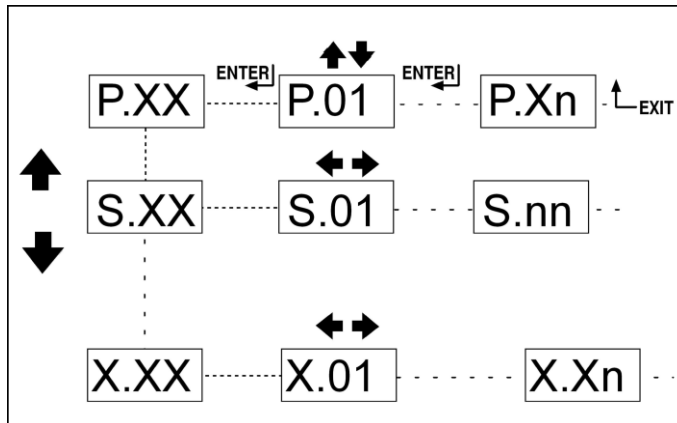 ENTER ENTER
P.XX P.01 P.Xn EXIT
S.XX S.01 S.nn
X.XX X.01 X.Xn